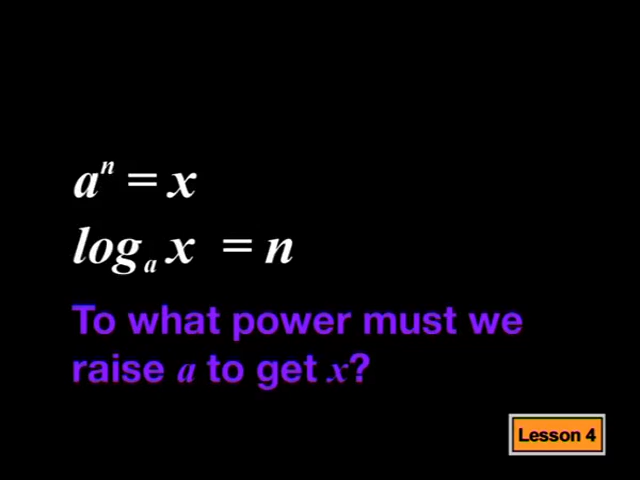 aⁿ = x
logₐ x = n
To what power must we
raise a to get x?
Lesson 4